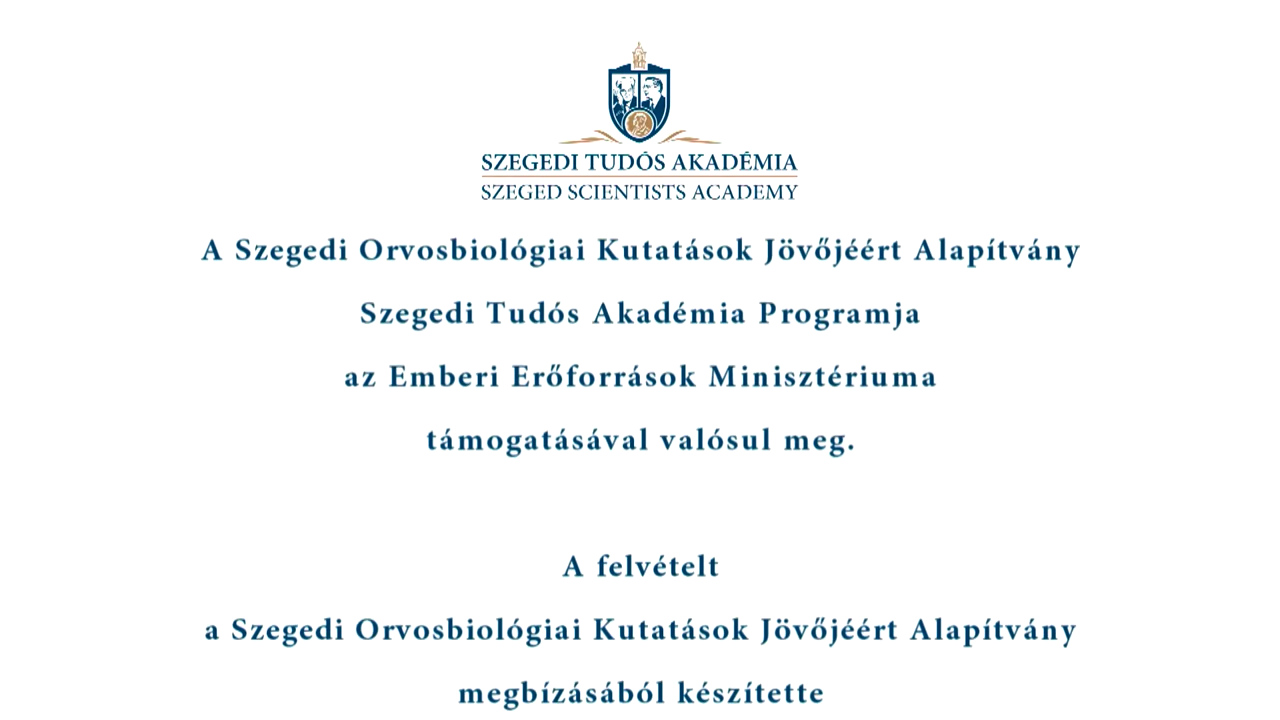 SZEGEDI TUDÓS AKADÉMIA
SZEGED SCIENTISTS ACADEMY
A Szegedi Orvosbiológiai Kutatások Jövőjéért Alapítvány
Szegedi Tudós Akadémia Programja
az Emberi Erőforrások Minisztériuma
támogatásával valósul meg.
A felvételt
a Szegedi Orvosbiológiai Kutatások Jövőjéért Alapítvány
megbízásából készítette